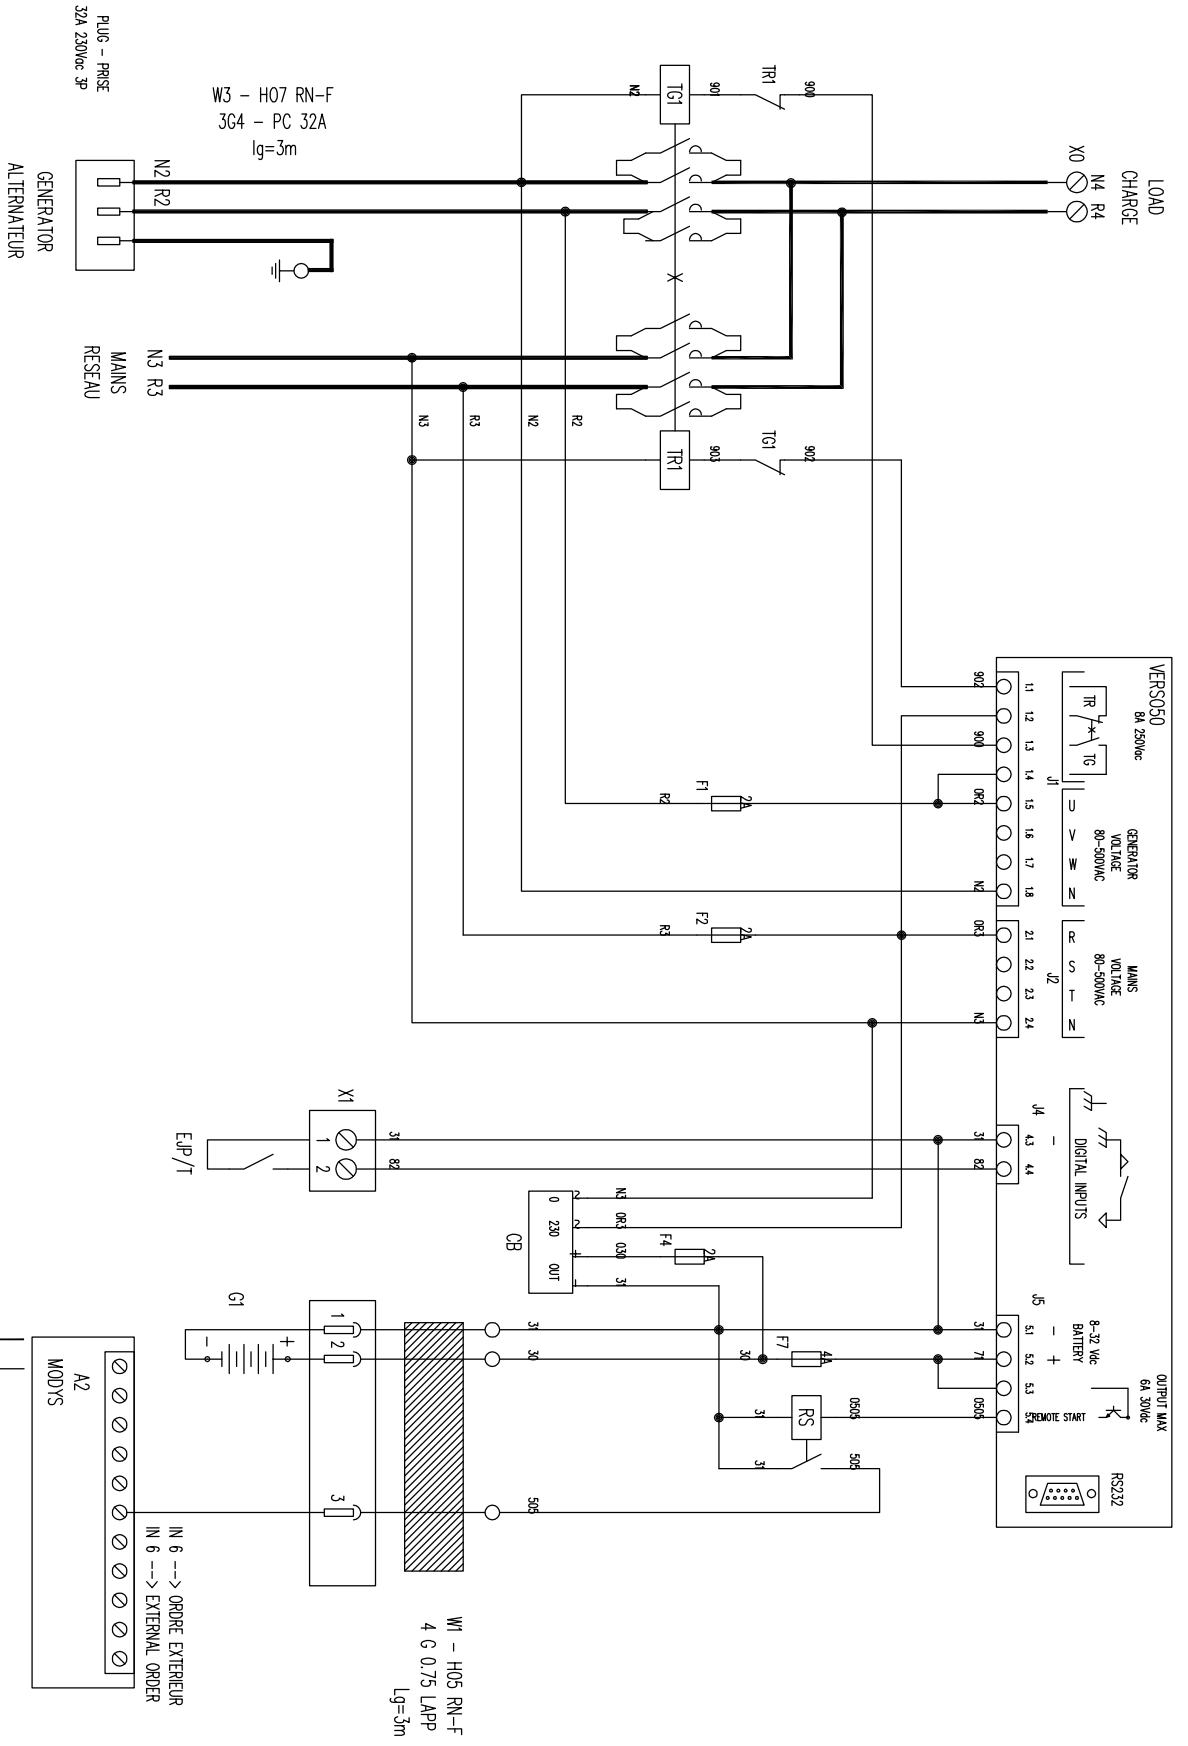 PLUG - PRISE
32A 230Vac 3P
W3 - HO7 RN-F
3G4 - PC 32A
lg=3m
GENERATOR
ALTERNATEUR
N2
R2
MAINS
RESEAU
N3
R3
N2
TG1
901
TR1
900
X0
N4
R4
LOAD
CHARGE
N3
R3
N2
R2
TR1
903
TG1
902
VERSO50
8A 250Vac
TR
TG
J1
902
1.1
1.2
900
1.3
1.4
0R2
1.5
1.6
1.7
N2
1.8
U
V
W
N
GENERATOR
VOLTAGE
80-500VAC
R2
F1
2A
R3
F2
2A
0R3
2.1
2.2
2.3
N3
2.4
J2
R
S
T
N
MAINS
VOLTAGE
80-500VAC
J4
31
4.3
82
4.4
-
DIGITAL INPUTS
X1
1
2
31
82
EJP/T
CB
0
230
OUT
2
2
+
-
N3
0R3
030
31
F4
2A
J5
31
5.1
71
5.2
5.3
0505
-
+
8-32 Vdc
BATTERY
REMOTE START
OUTPUT MAX
6A 30Vdc
RS232
G1
-
+
1
2
3
31
30
505
30
F7
4A
RS
31
0505
31
505
A2
MODYS
IN 6 --> ORDRE EXTERIEUR
IN 6 --> EXTERNAL ORDER
W1 - H05 RN-F
4 G 0.75 LAPP
Lg=3m